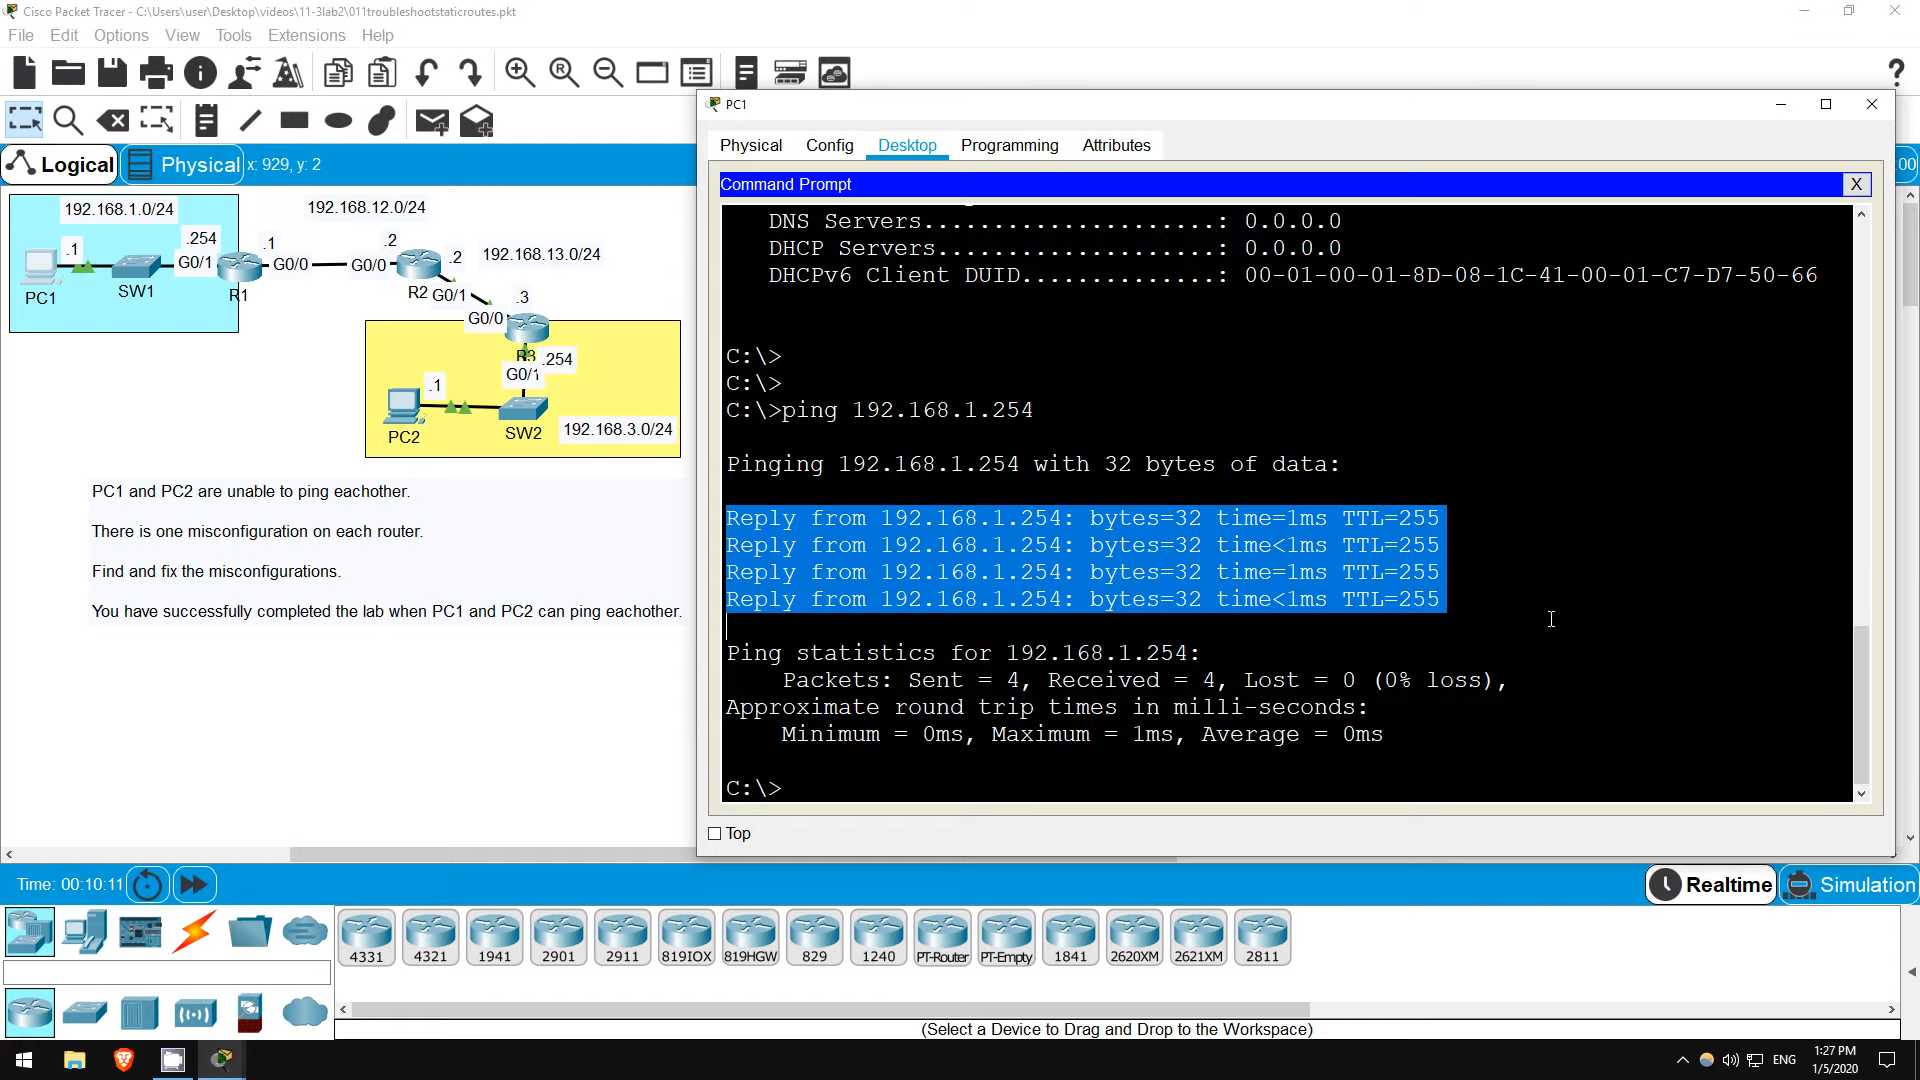 Cisco Packet Tracer - C:\Users\user\Desktop\videos\11-3lab2\011troubleshootstaticroutes.pkt
File Edit Options View Tools Extensions Help
PC1
Physical Config Desktop Programming Attributes
Logical
Physical x: 929, y: 2
Command Prompt
X
DNS Servers......................: 0.0.0.0
DHCP Servers.....................: 0.0.0.0
DHCPv6 Client DUID...............: 00-01-00-01-8D-08-1C-41-00-01-C7-D7-50-66
C:\>
C:\>
C:\>ping 192.168.1.254
Pinging 192.168.1.254 with 32 bytes of data:
Reply from 192.168.1.254: bytes=32 time=1ms TTL=255
Reply from 192.168.1.254: bytes=32 time<1ms TTL=255
Reply from 192.168.1.254: bytes=32 time=1ms TTL=255
Reply from 192.168.1.254: bytes=32 time<1ms TTL=255
Ping statistics for 192.168.1.254:
Packets: Sent = 4, Received = 4, Lost = 0 (0% loss),
Approximate round trip times in milli-seconds:
Minimum = 0ms, Maximum = 1ms, Average = 0ms
C:\>
Top
192.168.1.0/24
192.168.12.0/24
.1
.254
G0/1
.1
G0/0
G0/0
.2
.2
192.168.13.0/24
PC1
SW1
R1
R2
G0/1
.3
G0/0
R3
.254
G0/1
.1
PC2
SW2
192.168.3.0/24
PC1 and PC2 are unable to ping eachother.
There is one misconfiguration on each router.
Find and fix the misconfigurations.
You have successfully completed the lab when PC1 and PC2 can ping eachother.
Time: 00:10:11
Realtime
Simulation
4331 4321 1941 2901 2911 819IOX 819HGW 829 1240 PT-Router PT-Empty 1841 2620XM 2621XM 2811
(Select a Device to Drag and Drop to the Workspace)
ENG
1:27 PM
1/5/2020